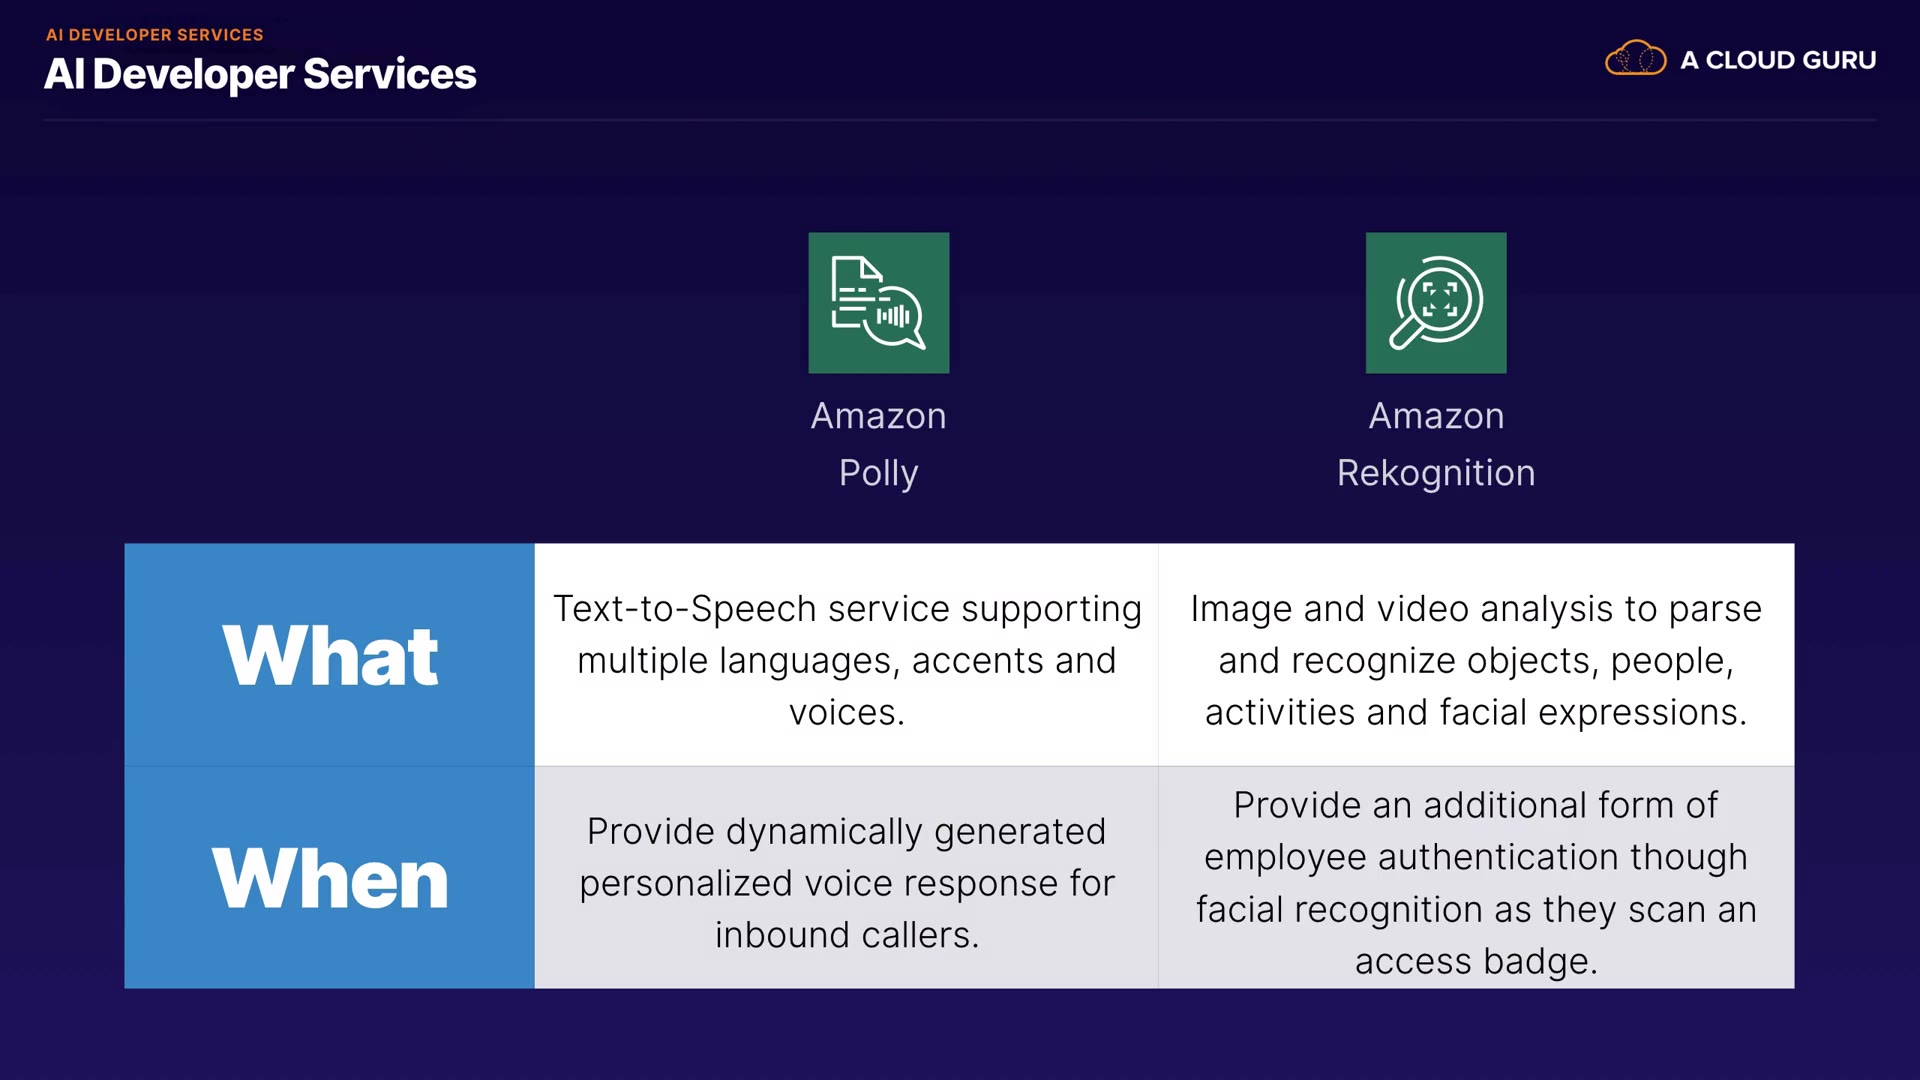 AI DEVELOPER SERVICES
AI Developer Services
A CLOUD GURU
Amazon
Polly
Amazon
Rekognition
What
Text-to-Speech service supporting
multiple languages, accents and
voices.
Image and video analysis to parse
and recognize objects, people,
activities and facial expressions.
When
Provide dynamically generated
personalized voice response for
inbound callers.
Provide an additional form of
employee authentication though
facial recognition as they scan an
access badge.